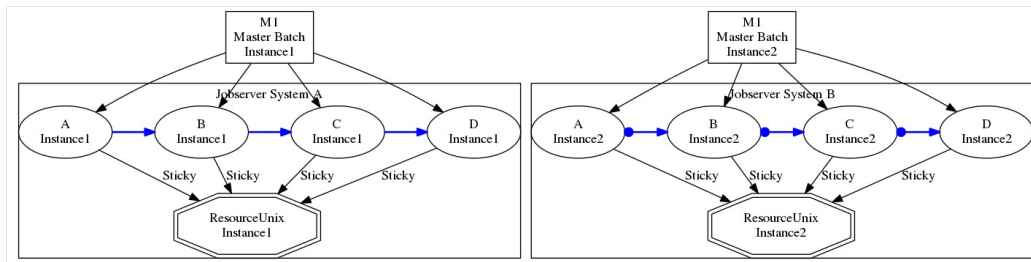 M1
Master Batch
Instance1
Jobserver System A
A
Instance1
B
Instance1
C
Instance1
D
Instance1
Sticky
Sticky
Sticky
Sticky
ResourceUnix
Instance1
M1
Master Batch
Instance2
Jobserver System B
A
Instance2
B
Instance2
C
Instance2
D
Instance2
Sticky
Sticky
Sticky
Sticky
ResourceUnix
Instance2